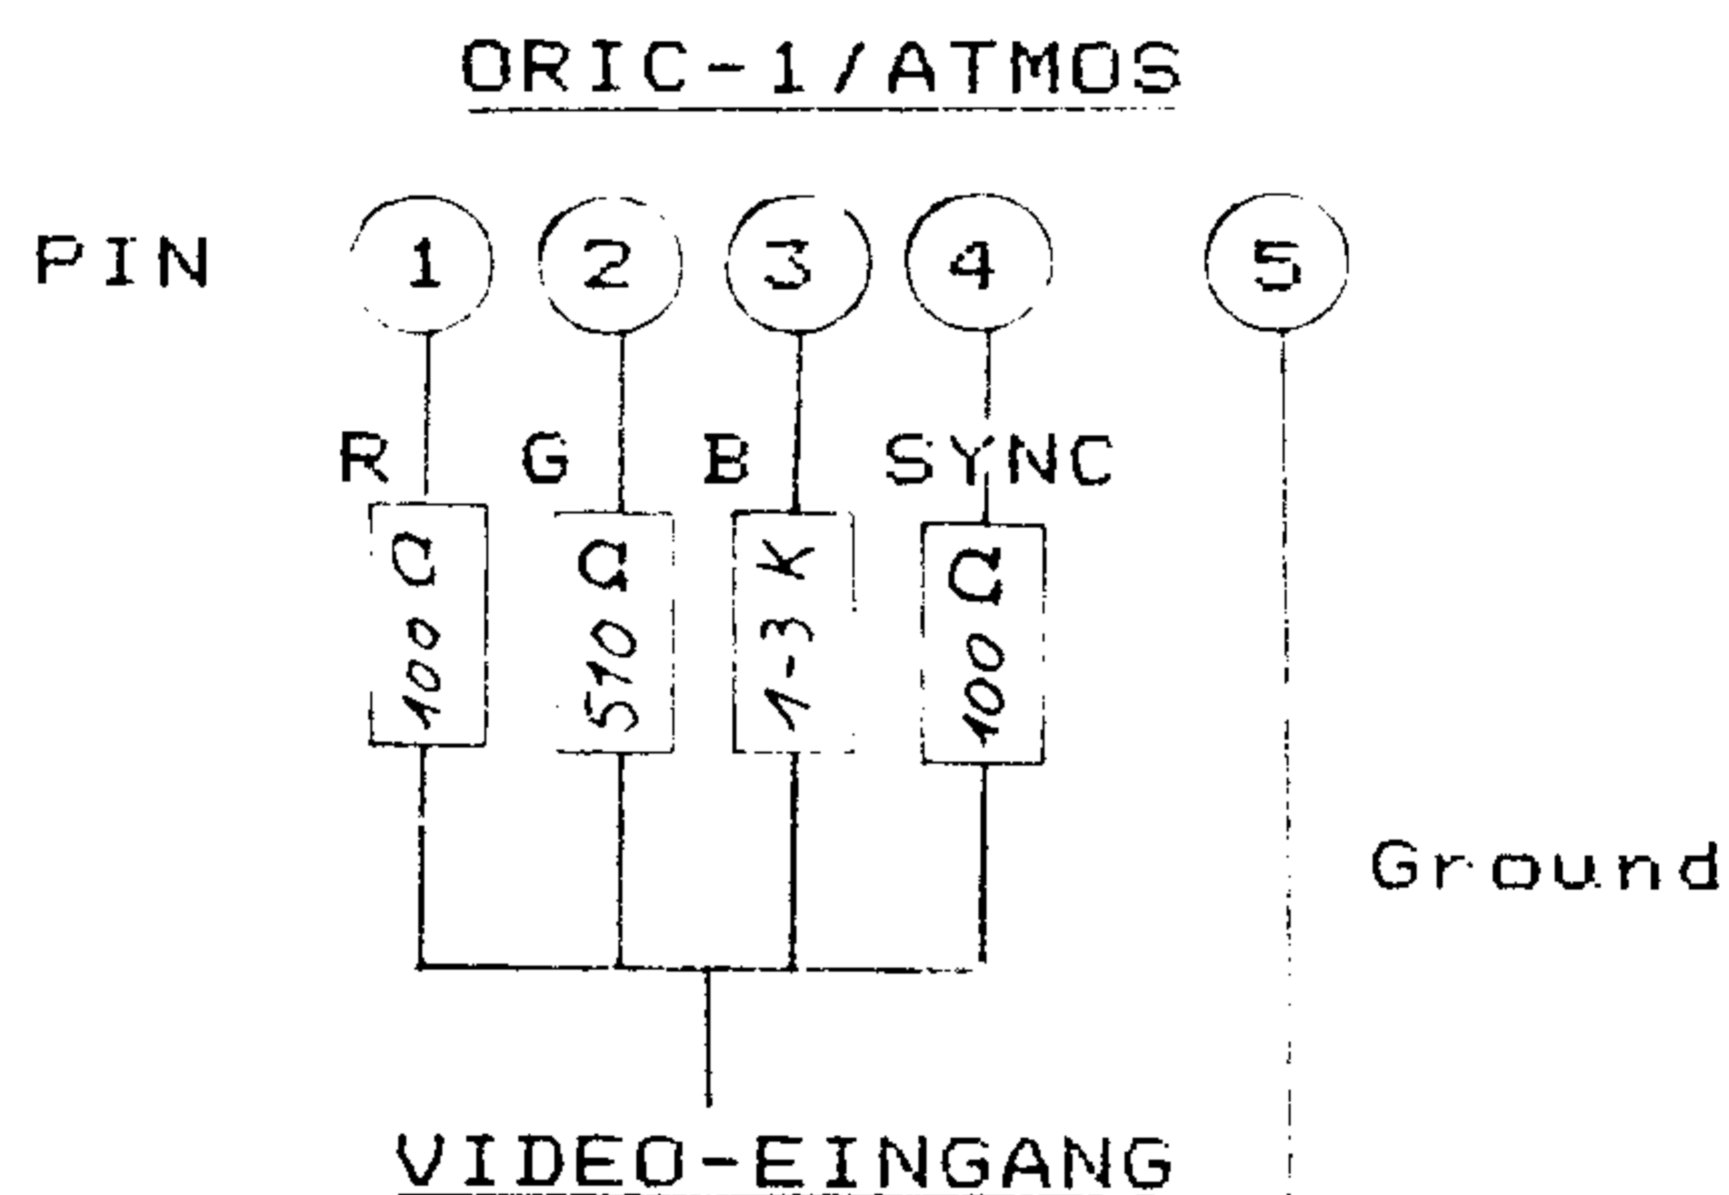 ORIC-1/ATMOS
PIN 1 2 3 4 5
R G B SYNC
100 Ω 510 Ω 1-3 K 100 Ω
Ground
VIDEO-EINGANG